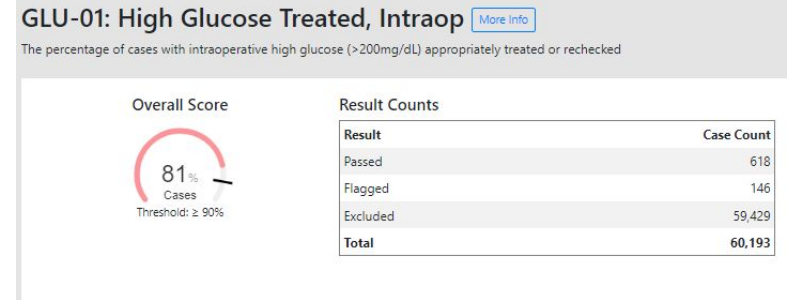 GLU-01: High Glucose Treated, Intraop More Info
The percentage of cases with intraoperative high glucose (>200mg/dL) appropriately treated or rechecked
Overall Score
81%
Cases
Threshold: ≥ 90%
Result Counts
Result Case Count
Passed 618
Flagged 146
Excluded 59,429
Total 60,193